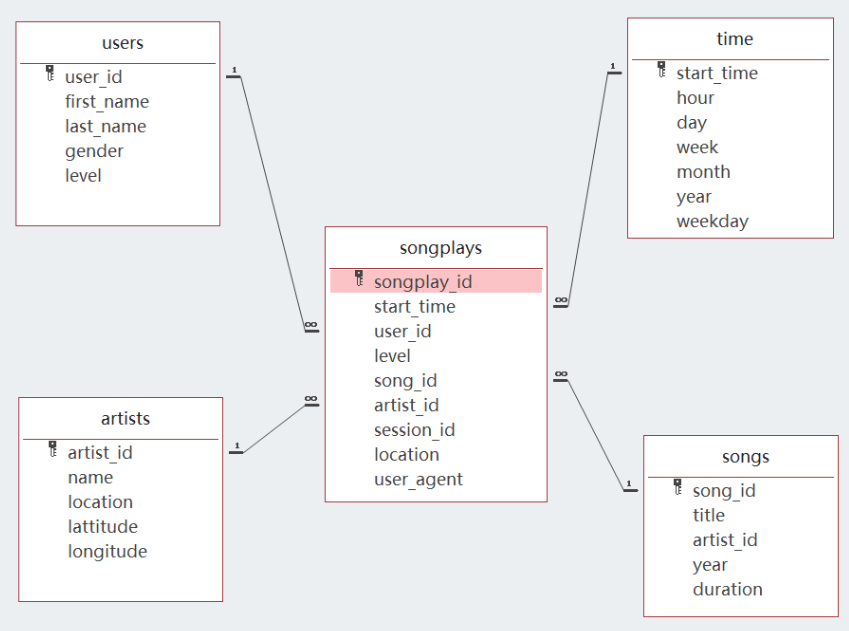 users
user_id
first_name
last_name
gender
level
time
start_time
hour
day
week
month
year
weekday
songplays
songplay_id
start_time
user_id
level
song_id
artist_id
session_id
location
user_agent
artists
artist_id
name
location
lattitude
longitude
songs
song_id
title
artist_id
year
duration
1
∞
1
∞
1
∞
1
∞